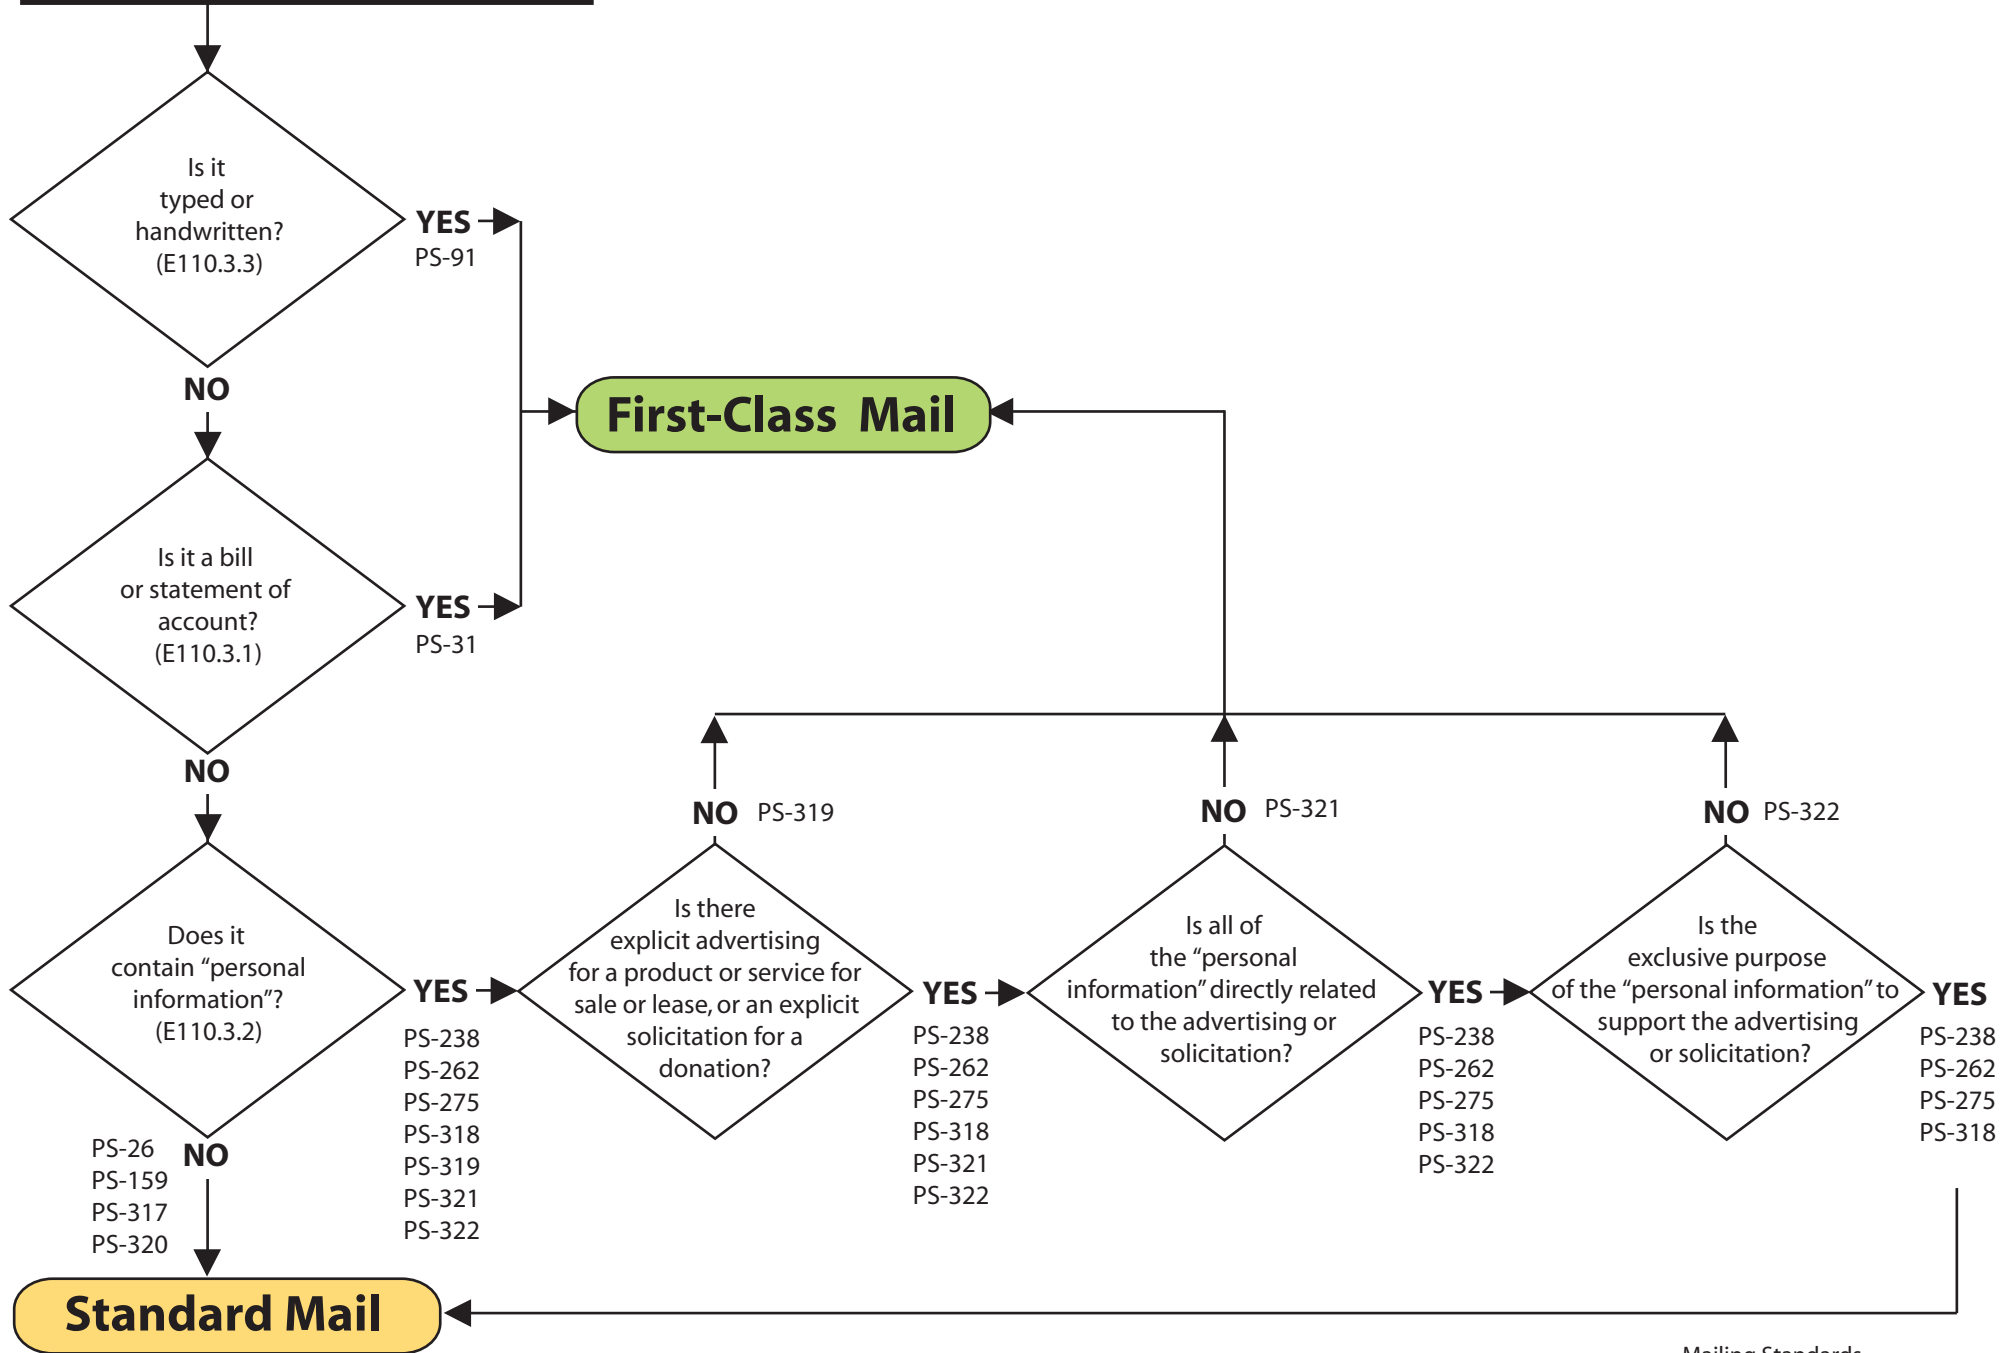 Is it
typed or
handwritten?
(E110.3.3)
YES
PS-91
NO
First-Class Mail
Is it a bill
or statement of
account?
(E110.3.1)
YES
PS-31
NO
Does it
contain “personal
information”?
(E110.3.2)
YES
PS-238
PS-262
PS-275
PS-318
PS-319
PS-321
PS-322
NO
PS-26
PS-159
PS-317
PS-320
NO PS-319
Is there
explicit advertising
for a product or service for
sale or lease, or an explicit
solicitation for a
donation?
YES
PS-238
PS-262
PS-275
PS-318
PS-321
PS-322
NO PS-321
Is all of
the “personal
information” directly related
to the advertising or
solicitation?
YES
PS-238
PS-262
PS-275
PS-318
PS-322
NO PS-322
Is the
exclusive purpose
of the “personal information” to
support the advertising
or solicitation?
YES
PS-238
PS-262
PS-275
PS-318
Standard Mail
Mailing Standards